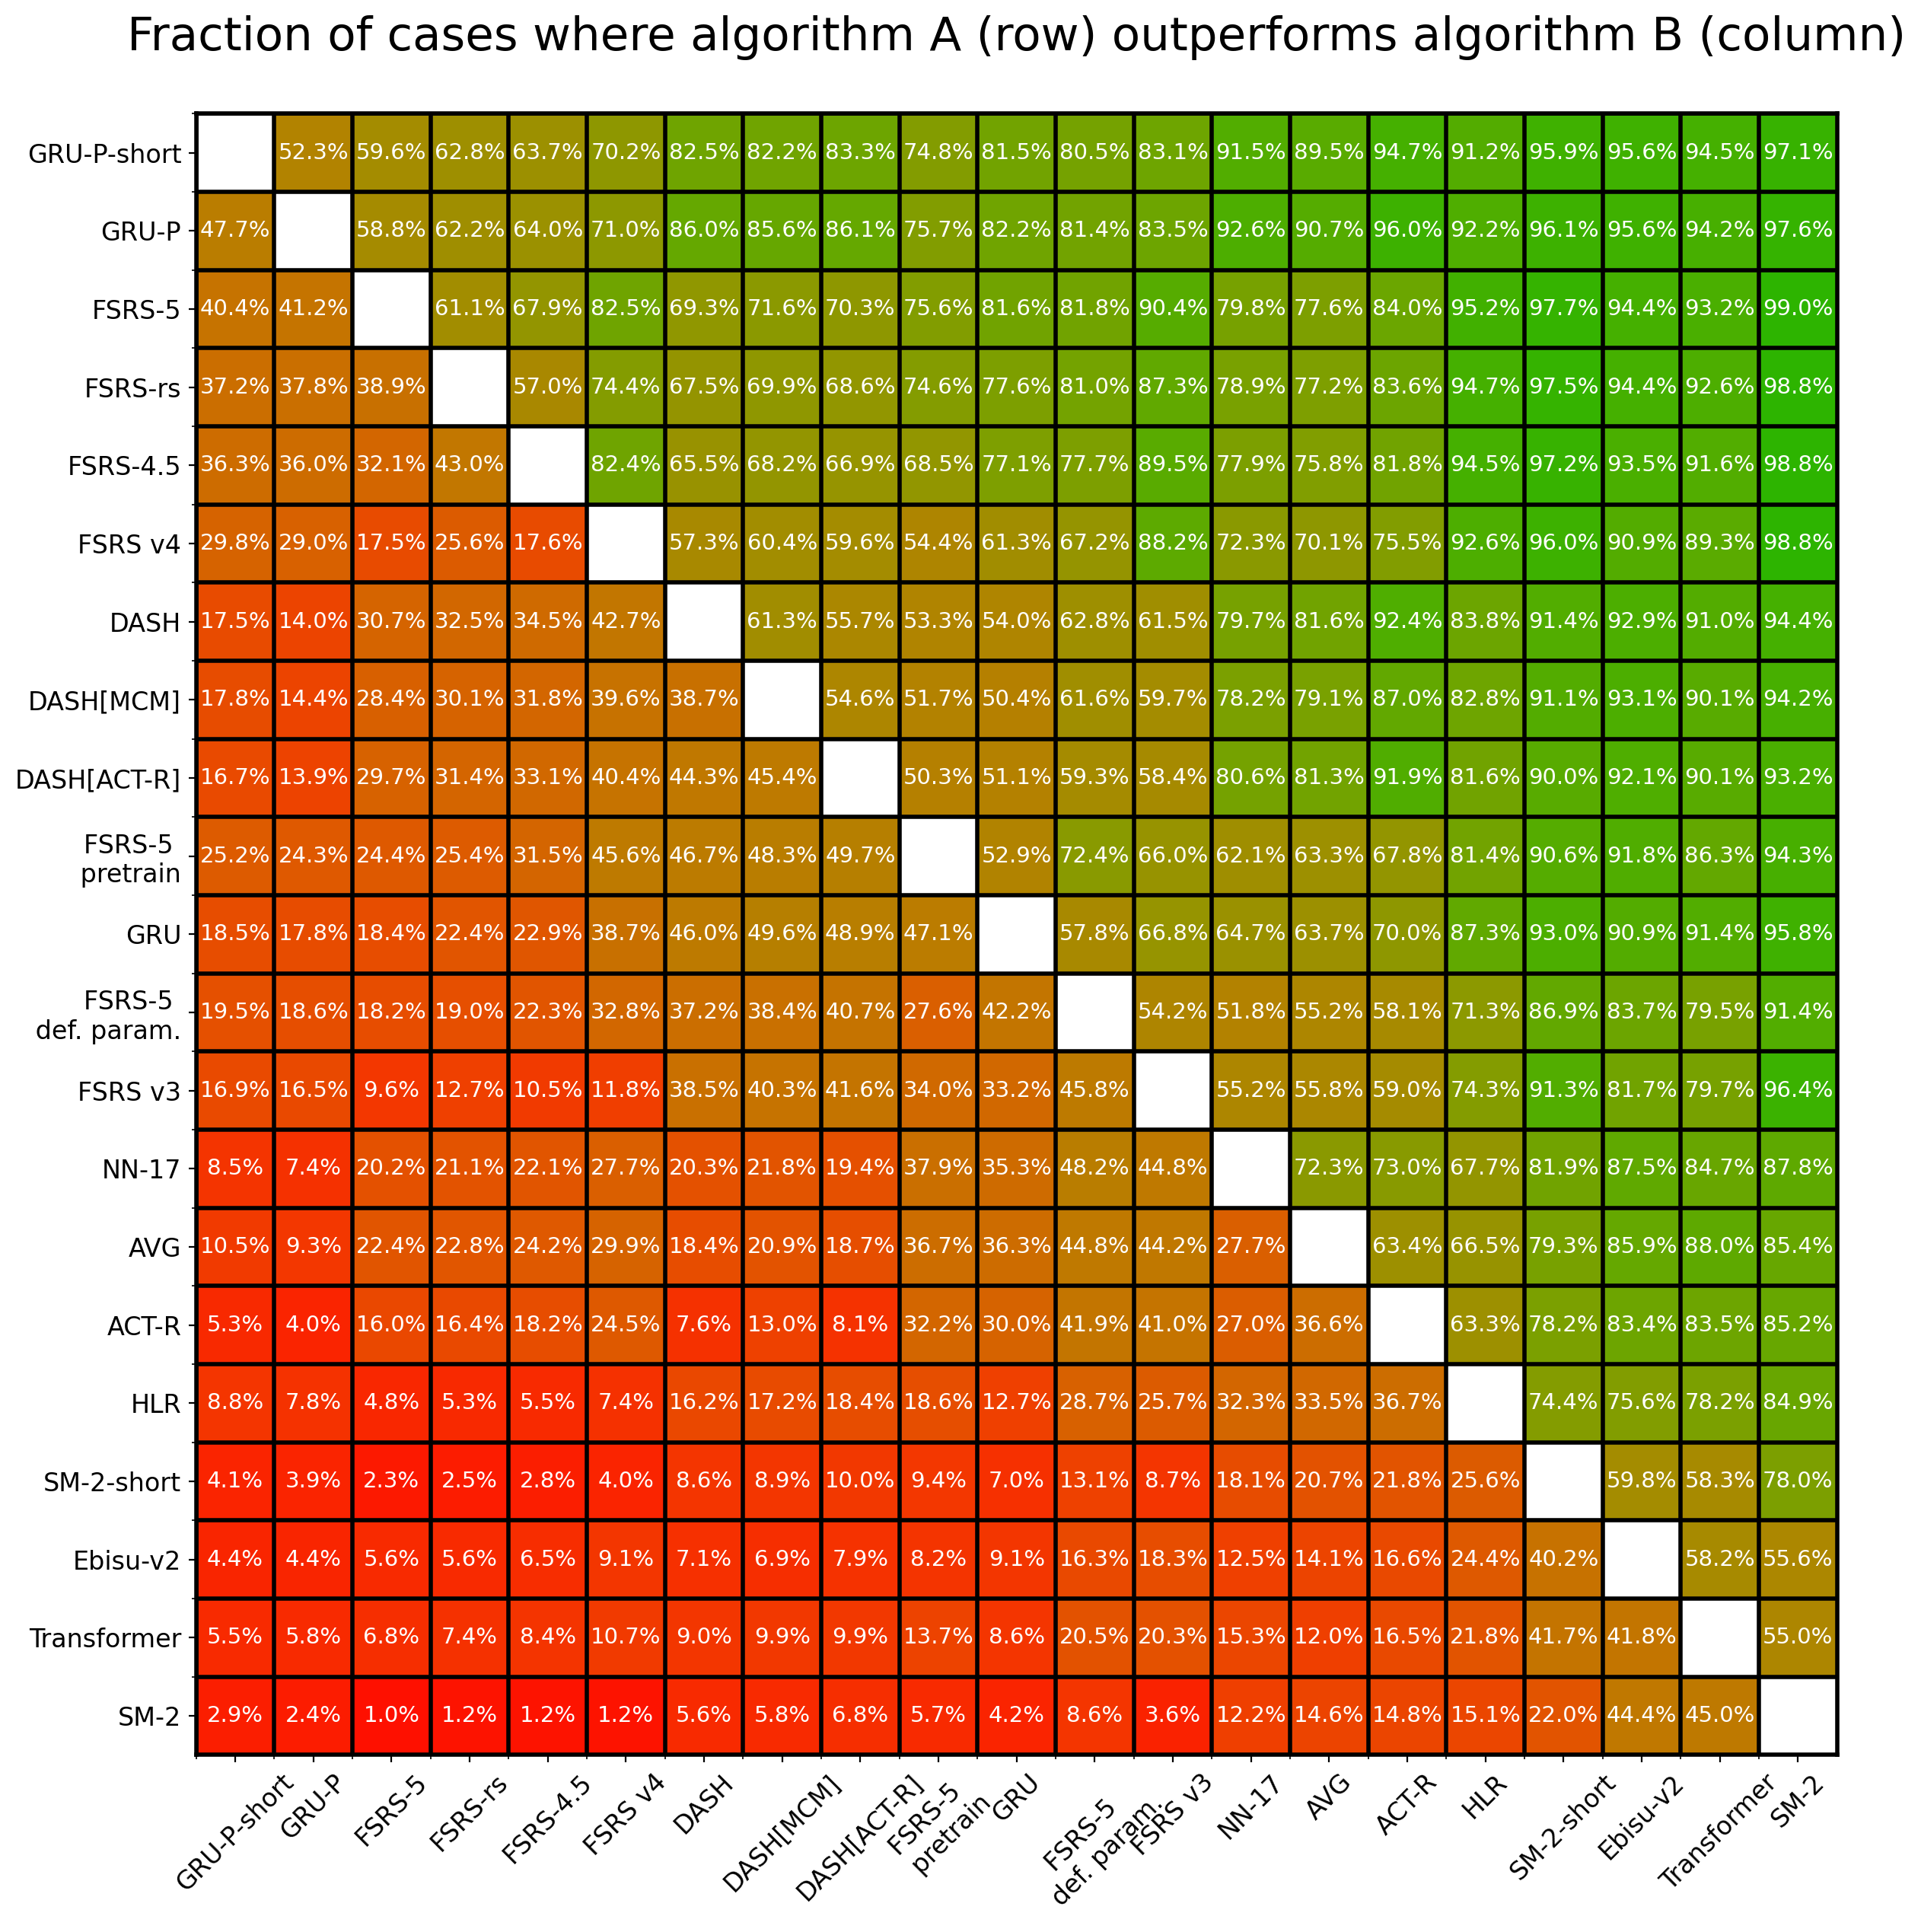 Fraction of cases where algorithm A (row) outperforms algorithm B (column)
GRU-P-short 52.3% 59.6% 62.8% 63.7% 70.2% 82.5% 82.2% 83.3% 74.8% 81.5% 80.5% 83.1% 91.5% 89.5% 94.7% 91.2% 95.9% 95.6% 94.5% 97.1%
GRU-P 47.7% 58.8% 62.2% 64.0% 71.0% 86.0% 85.6% 86.1% 75.7% 82.2% 81.4% 83.5% 92.6% 90.7% 96.0% 92.2% 96.1% 95.6% 94.2% 97.6%
FSRS-5 40.4% 41.2% 61.1% 67.9% 82.5% 69.3% 71.6% 70.3% 75.6% 81.6% 81.8% 90.4% 79.8% 77.6% 84.0% 95.2% 97.7% 94.4% 93.2% 99.0%
FSRS-rs 37.2% 37.8% 38.9% 57.0% 74.4% 67.5% 69.9% 68.6% 74.6% 77.6% 81.0% 87.3% 78.9% 77.2% 83.6% 94.7% 97.5% 94.4% 92.6% 98.8%
FSRS-4.5 36.3% 36.0% 32.1% 43.0% 82.4% 65.5% 68.2% 66.9% 68.5% 77.1% 77.7% 89.5% 77.9% 75.8% 81.8% 94.5% 97.2% 93.5% 91.6% 98.8%
FSRS v4 29.8% 29.0% 17.5% 25.6% 17.6% 57.3% 60.4% 59.6% 54.4% 61.3% 67.2% 88.2% 72.3% 70.1% 75.5% 92.6% 96.0% 90.9% 89.3% 98.8%
DASH 17.5% 14.0% 30.7% 32.5% 34.5% 42.7% 61.3% 55.7% 53.3% 54.0% 62.8% 61.5% 79.7% 81.6% 92.4% 83.8% 91.4% 92.9% 91.0% 94.4%
DASH[MCM] 17.8% 14.4% 28.4% 30.1% 31.8% 39.6% 38.7% 54.6% 51.7% 50.4% 61.6% 59.7% 78.2% 79.1% 87.0% 82.8% 91.1% 93.1% 90.1% 94.2%
DASH[ACT-R] 16.7% 13.9% 29.7% 31.4% 33.1% 40.4% 44.3% 45.4% 50.3% 51.1% 59.3% 58.4% 80.6% 81.3% 91.9% 81.6% 90.0% 92.1% 90.1% 93.2%
FSRS-5
pretrain 25.2% 24.3% 24.4% 25.4% 31.5% 45.6% 46.7% 48.3% 49.7% 52.9% 72.4% 66.0% 62.1% 63.3% 67.8% 81.4% 90.6% 91.8% 86.3% 94.3%
GRU 18.5% 17.8% 18.4% 22.4% 22.9% 38.7% 46.0% 49.6% 48.9% 47.1% 57.8% 66.8% 64.7% 63.7% 70.0% 87.3% 93.0% 90.9% 91.4% 95.8%
FSRS-5
def. param. 19.5% 18.6% 18.2% 19.0% 22.3% 32.8% 37.2% 38.4% 40.7% 27.6% 42.2% 54.2% 51.8% 55.2% 58.1% 71.3% 86.9% 83.7% 79.5% 91.4%
FSRS v3 16.9% 16.5% 9.6% 12.7% 10.5% 11.8% 38.5% 40.3% 41.6% 34.0% 33.2% 45.8% 55.2% 55.8% 59.0% 74.3% 91.3% 81.7% 79.7% 96.4%
NN-17 8.5% 7.4% 20.2% 21.1% 22.1% 27.7% 20.3% 21.8% 19.4% 37.9% 35.3% 48.2% 44.8% 72.3% 73.0% 67.7% 81.9% 87.5% 84.7% 87.8%
AVG 10.5% 9.3% 22.4% 22.8% 24.2% 29.9% 18.4% 20.9% 18.7% 36.7% 36.3% 44.8% 44.2% 27.7% 63.4% 66.5% 79.3% 85.9% 88.0% 85.4%
ACT-R 5.3% 4.0% 16.0% 16.4% 18.2% 24.5% 7.6% 13.0% 8.1% 32.2% 30.0% 41.9% 41.0% 27.0% 36.6% 63.3% 78.2% 83.4% 83.5% 85.2%
HLR 8.8% 7.8% 4.8% 5.3% 5.5% 7.4% 16.2% 17.2% 18.4% 18.6% 12.7% 28.7% 25.7% 32.3% 33.5% 36.7% 74.4% 75.6% 78.2% 84.9%
SM-2-short 4.1% 3.9% 2.3% 2.5% 2.8% 4.0% 8.6% 8.9% 10.0% 9.4% 7.0% 13.1% 8.7% 18.1% 20.7% 21.8% 25.6% 59.8% 58.3% 78.0%
Ebisu-v2 4.4% 4.4% 5.6% 5.6% 6.5% 9.1% 7.1% 6.9% 7.9% 8.2% 9.1% 16.3% 18.3% 12.5% 14.1% 16.6% 24.4% 40.2% 58.2% 55.6%
Transformer 5.5% 5.8% 6.8% 7.4% 8.4% 10.7% 9.0% 9.9% 9.9% 13.7% 8.6% 20.5% 20.3% 15.3% 12.0% 16.5% 21.8% 41.7% 41.8% 55.0%
SM-2 2.9% 2.4% 1.0% 1.2% 1.2% 1.2% 5.6% 5.8% 6.8% 5.7% 4.2% 8.6% 3.6% 12.2% 14.6% 14.8% 15.1% 22.0% 44.4% 45.0%
GRU-P-short
GRU-P
FSRS-5
FSRS-rs
FSRS-4.5
FSRS v4
DASH
DASH[MCM]
DASH[ACT-R]
FSRS-5
pretrain
GRU
FSRS-5
def. param.
FSRS v3
NN-17
AVG
ACT-R
HLR
SM-2-short
Ebisu-v2
Transformer
SM-2